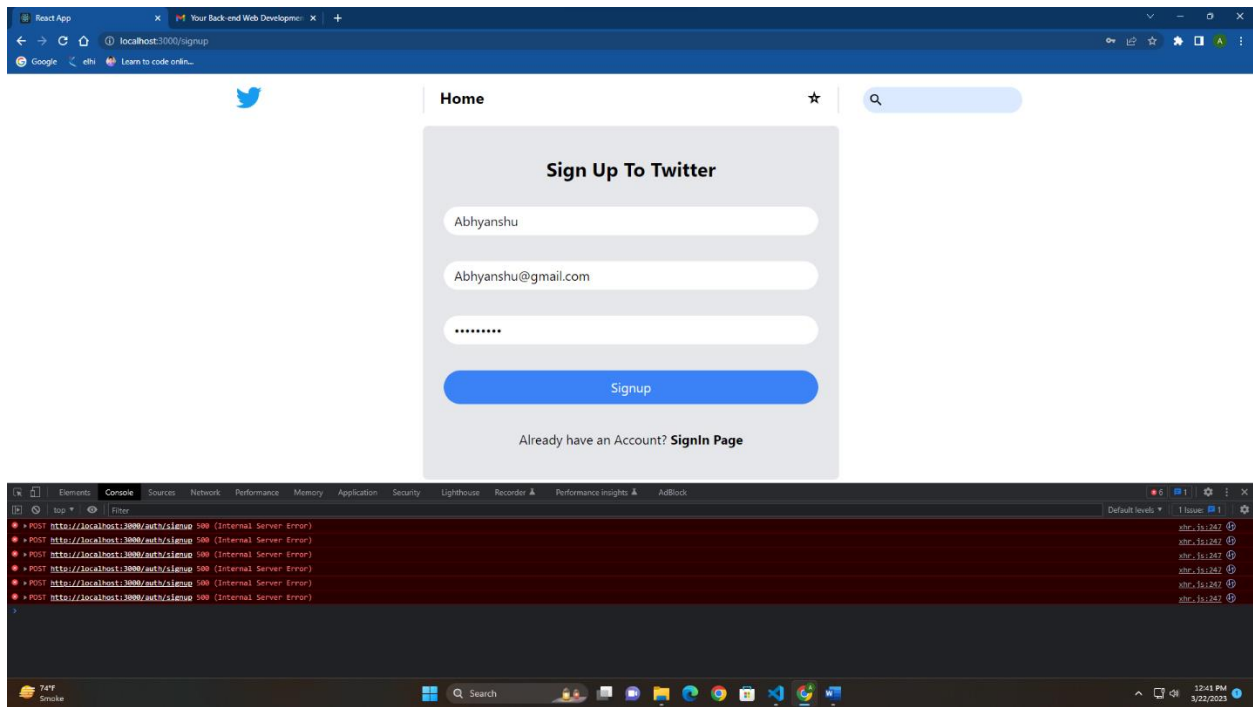 React App
Your Back-end Web Developmen
localhost:3000/signup
A
Google
elhi
Learn to code onlin...
Home
Sign Up To Twitter
Abhyanshu
Abhyanshu@gmail.com
•••••••••
Signup
Already have an Account? SignIn Page
Elements Console Sources Network Performance Memory Application Security Lighthouse Recorder Performance insights AdBlock 6 1
top Filter Default levels 1 Issue: 1
POST http://localhost:3000/auth/signup 500 (Internal Server Error) xhr.js:247
POST http://localhost:3000/auth/signup 500 (Internal Server Error) xhr.js:247
POST http://localhost:3000/auth/signup 500 (Internal Server Error) xhr.js:247
POST http://localhost:3000/auth/signup 500 (Internal Server Error) xhr.js:247
POST http://localhost:3000/auth/signup 500 (Internal Server Error) xhr.js:247
POST http://localhost:3000/auth/signup 500 (Internal Server Error) xhr.js:247
74°F
Smoke
Search
12:41 PM
3/22/2023